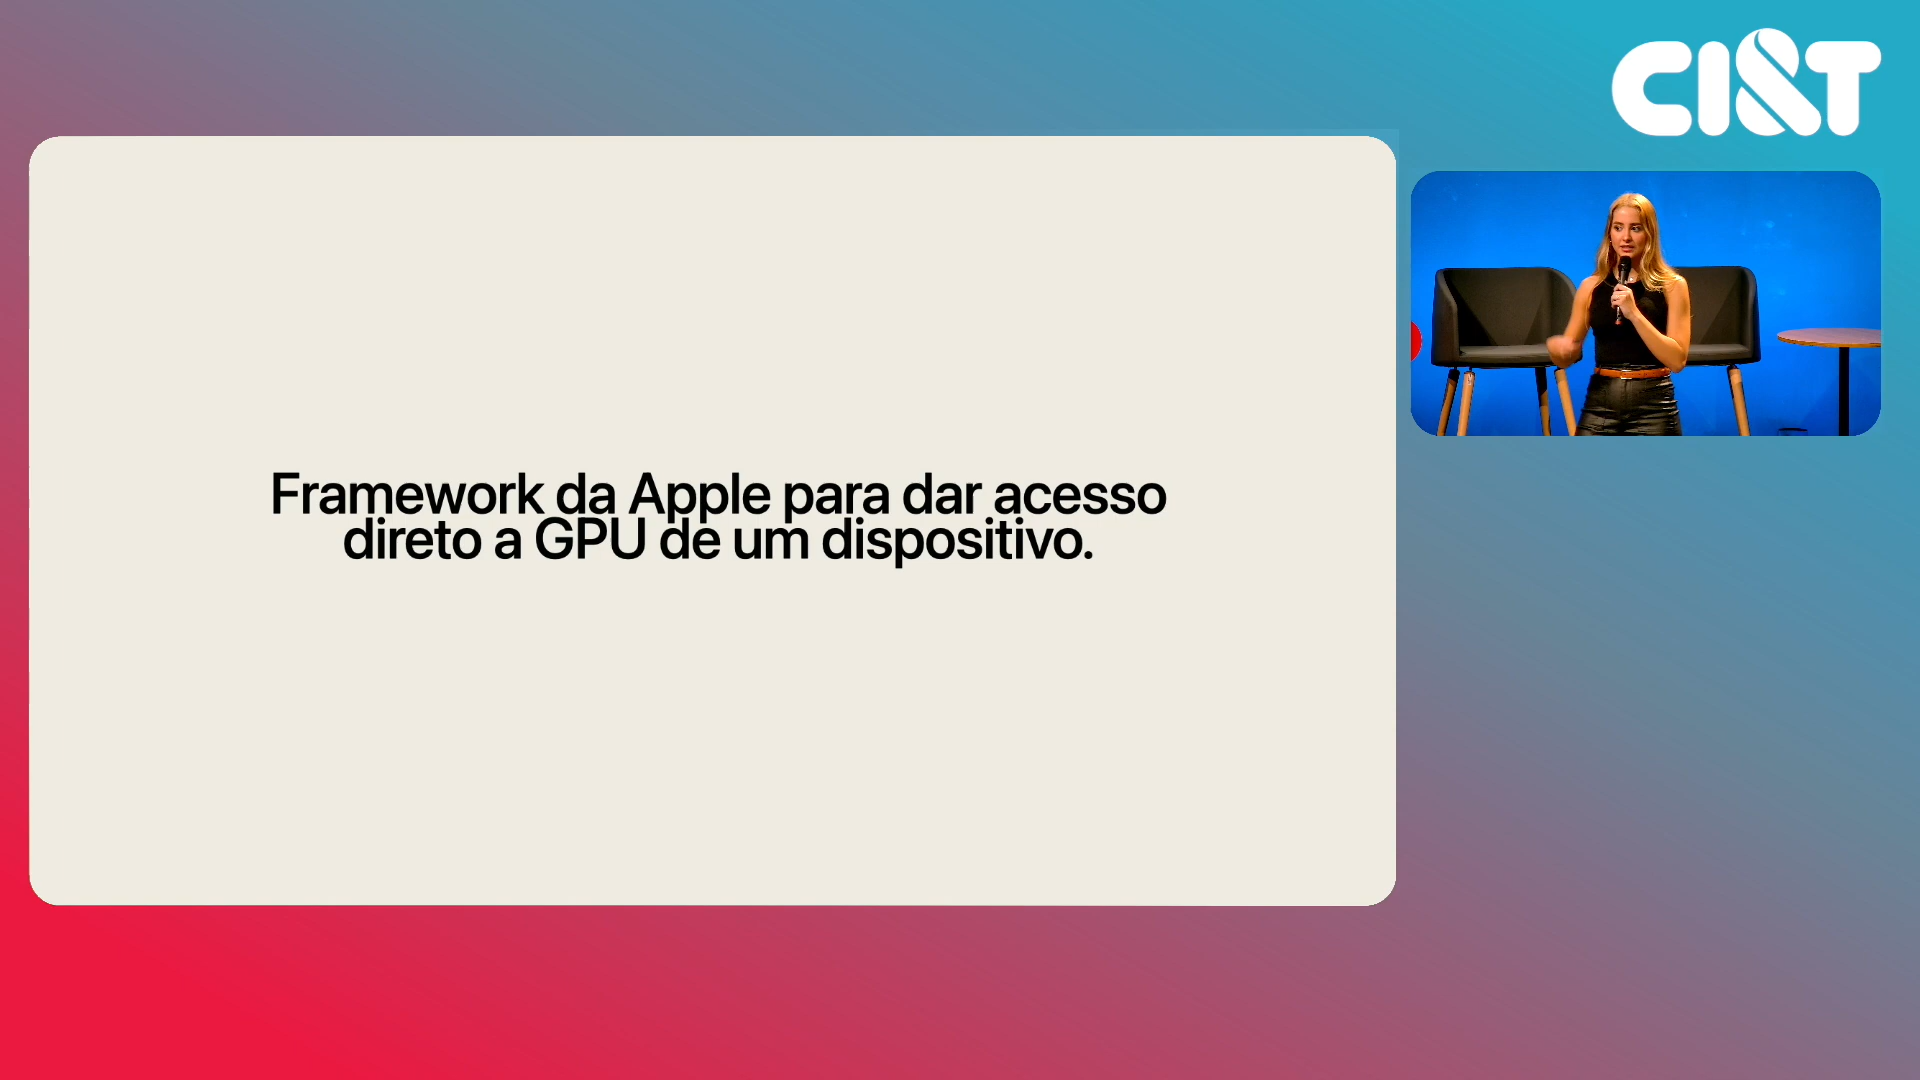 CI&T
Framework da Apple para dar acesso
direto a GPU de um dispositivo.